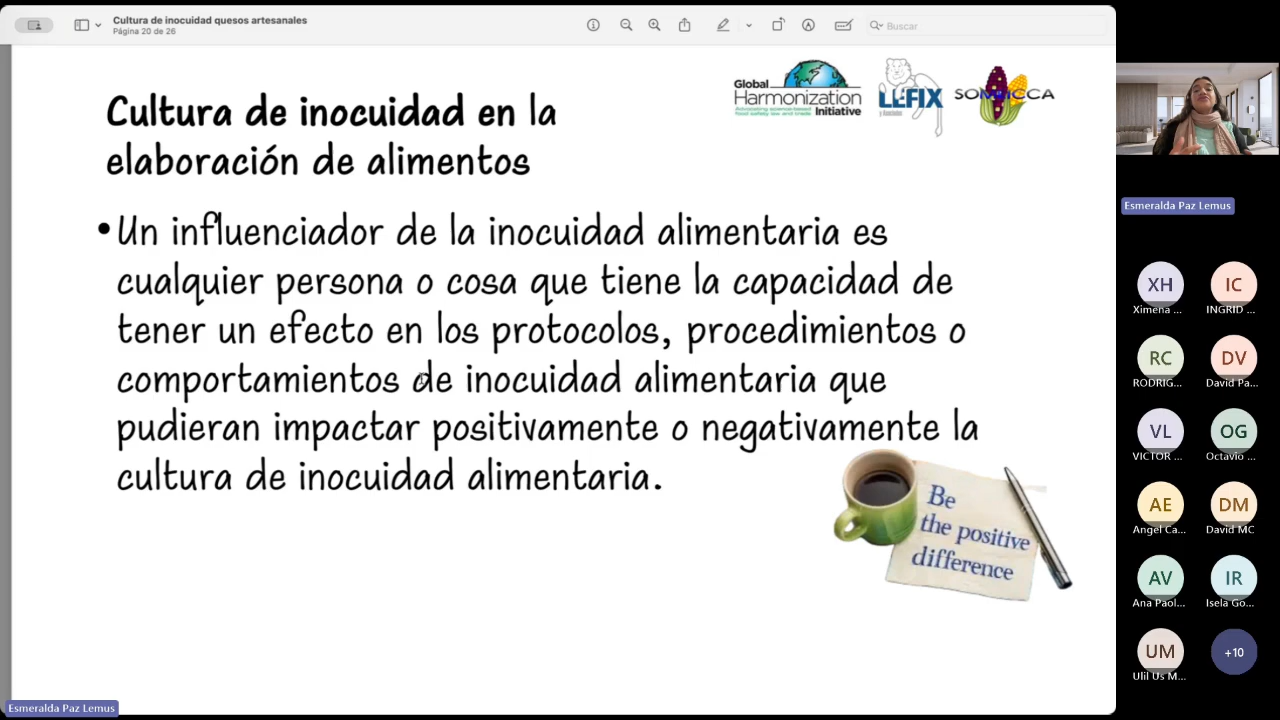 Cultura de inocuidad quesos artesanales
Página 20 de 26
Buscar
Global
Harmonization
Initiative
LEFIX
y Asociados
SOMEICCA
Cultura de inocuidad en la
elaboración de alimentos
•Un influenciador de la inocuidad alimentaria es
cualquier persona o cosa que tiene la capacidad de
tener un efecto en los protocolos, procedimientos o
comportamientos de inocuidad alimentaria que
pudieran impactar positivamente o negativamente la
cultura de inocuidad alimentaria.
Be
the positive
difference
Esmeralda Paz Lemus
Esmeralda Paz Lemus
XH
IC
Ximena ...
INGRID ...
RC
DV
RODRIG...
David Pa...
VL
OG
VICTOR ...
Octavio ...
AE
DM
Angel Ca...
David MC
AV
IR
Ana Paol...
Isela Go...
UM
+10
Ulil Us M...